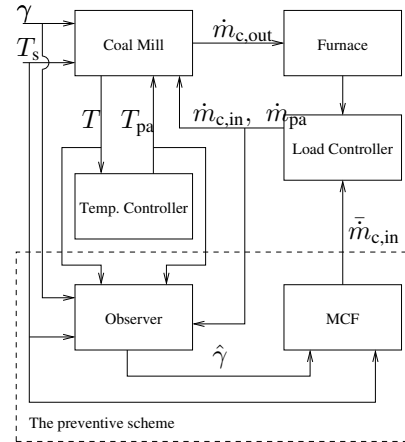 γ
Coal Mill
ṁ_c,out
Furnace
T_s
T
T_pa
ṁ_c,in, ṁ_pa
Load Controller
Temp. Controller
ṁ̄_c,in
Observer
MCF
γ̂
The preventive scheme